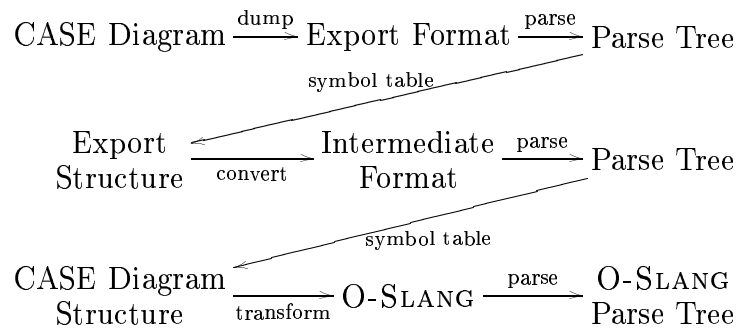 dump parse
CASE Diagram Export Format Parse Tree
symbol table
Export Intermediate parse
Structure convert Format Parse Tree
symbol table
CASE Diagram parse O-SLANG
Structure transform O-SLANG Parse Tree